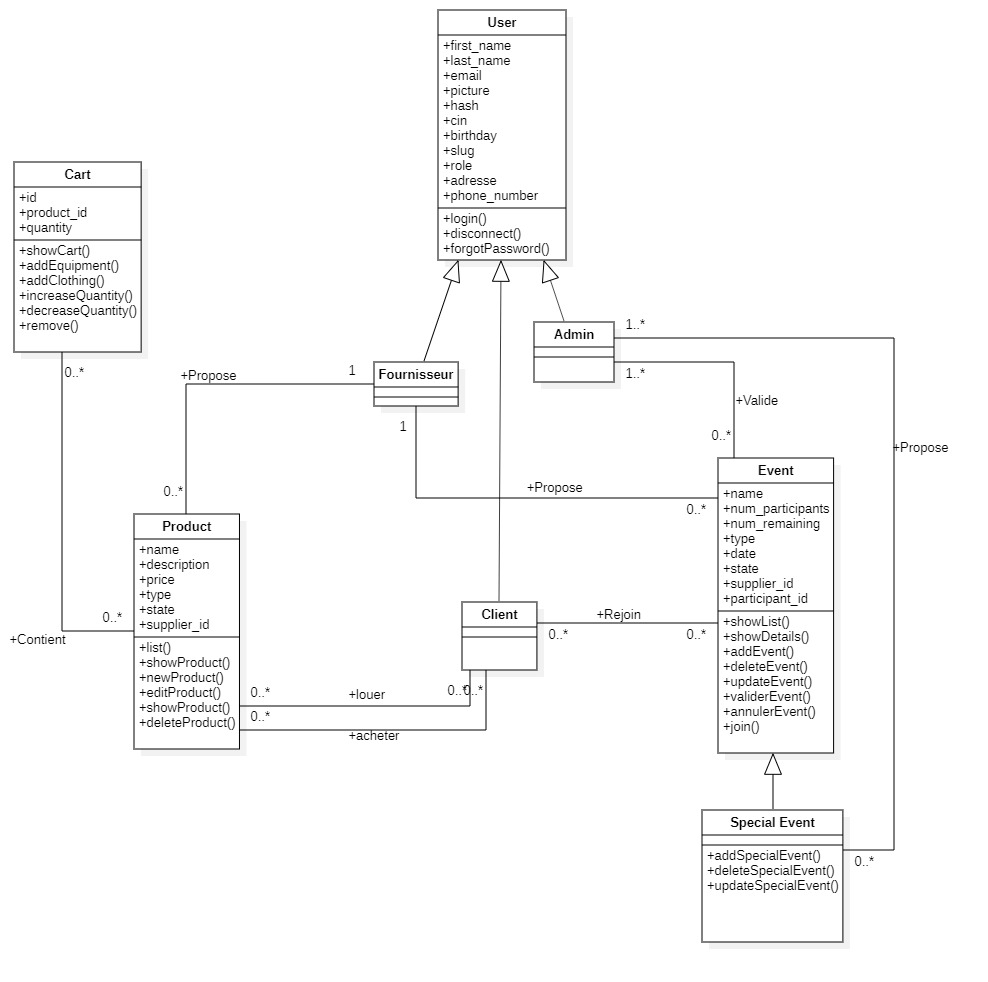 User
+first_name
+last_name
+email
+picture
+hash
+cin
+birthday
+slug
+role
+adresse
+phone_number
+login()
+disconnect()
+forgotPassword()
Cart
+id
+product_id
+quantity
+showCart()
+addEquipment()
+addClothing()
+increaseQuantity()
+decreaseQuantity()
+remove()
0..*
+Contient
0..*
Fournisseur
1
+Propose
0..*
1
+Propose
0..*
Admin
1..*
+Propose
0..*
1..*
+Valide
0..*
Product
+name
+description
+price
+type
+state
+supplier_id
+list()
+showProduct()
+newProduct()
+editProduct()
+showProduct()
+deleteProduct()
Client
0..*
+Rejoin
0..*
0..*
+louer
0..*
0..*
+acheter
0..*
Event
+name
+num_participants
+num_remaining
+type
+date
+state
+supplier_id
+participant_id
+showList()
+showDetails()
+addEvent()
+deleteEvent()
+updateEvent()
+validerEvent()
+annulerEvent()
+join()
Special Event
+addSpecialEvent()
+deleteSpecialEvent()
+updateSpecialEvent()